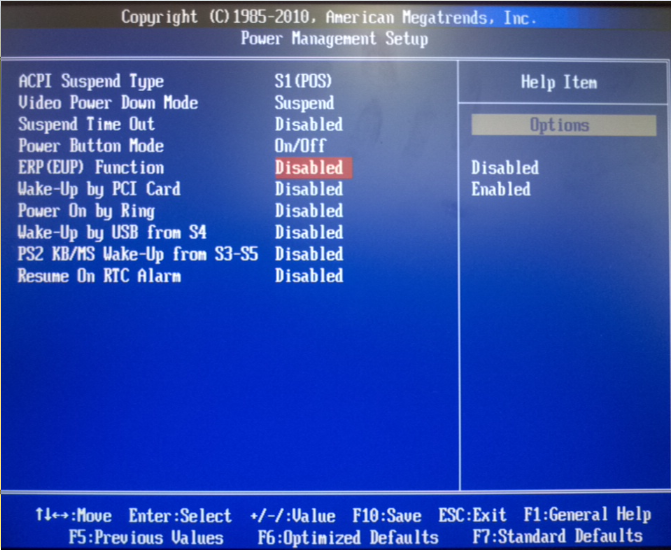 Copyright (C)1985-2010, American Megatrends, Inc.
Power Management Setup
ACPI Suspend Type S1(POS)
Video Power Down Mode Suspend
Suspend Time Out Disabled
Power Button Mode On/Off
ERP(EUP) Function Disabled
Wake-Up by PCI Card Disabled
Power On by Ring Disabled
Wake-Up by USB from S4 Disabled
PS2 KB/MS Wake-Up from S3-S5 Disabled
Resume On RTC Alarm Disabled
Help Item
Options
Disabled
Enabled
↑↓↔:Move Enter:Select +/-/:Value F10:Save ESC:Exit F1:General Help
F5:Previous Values F6:Optimized Defaults F7:Standard Defaults